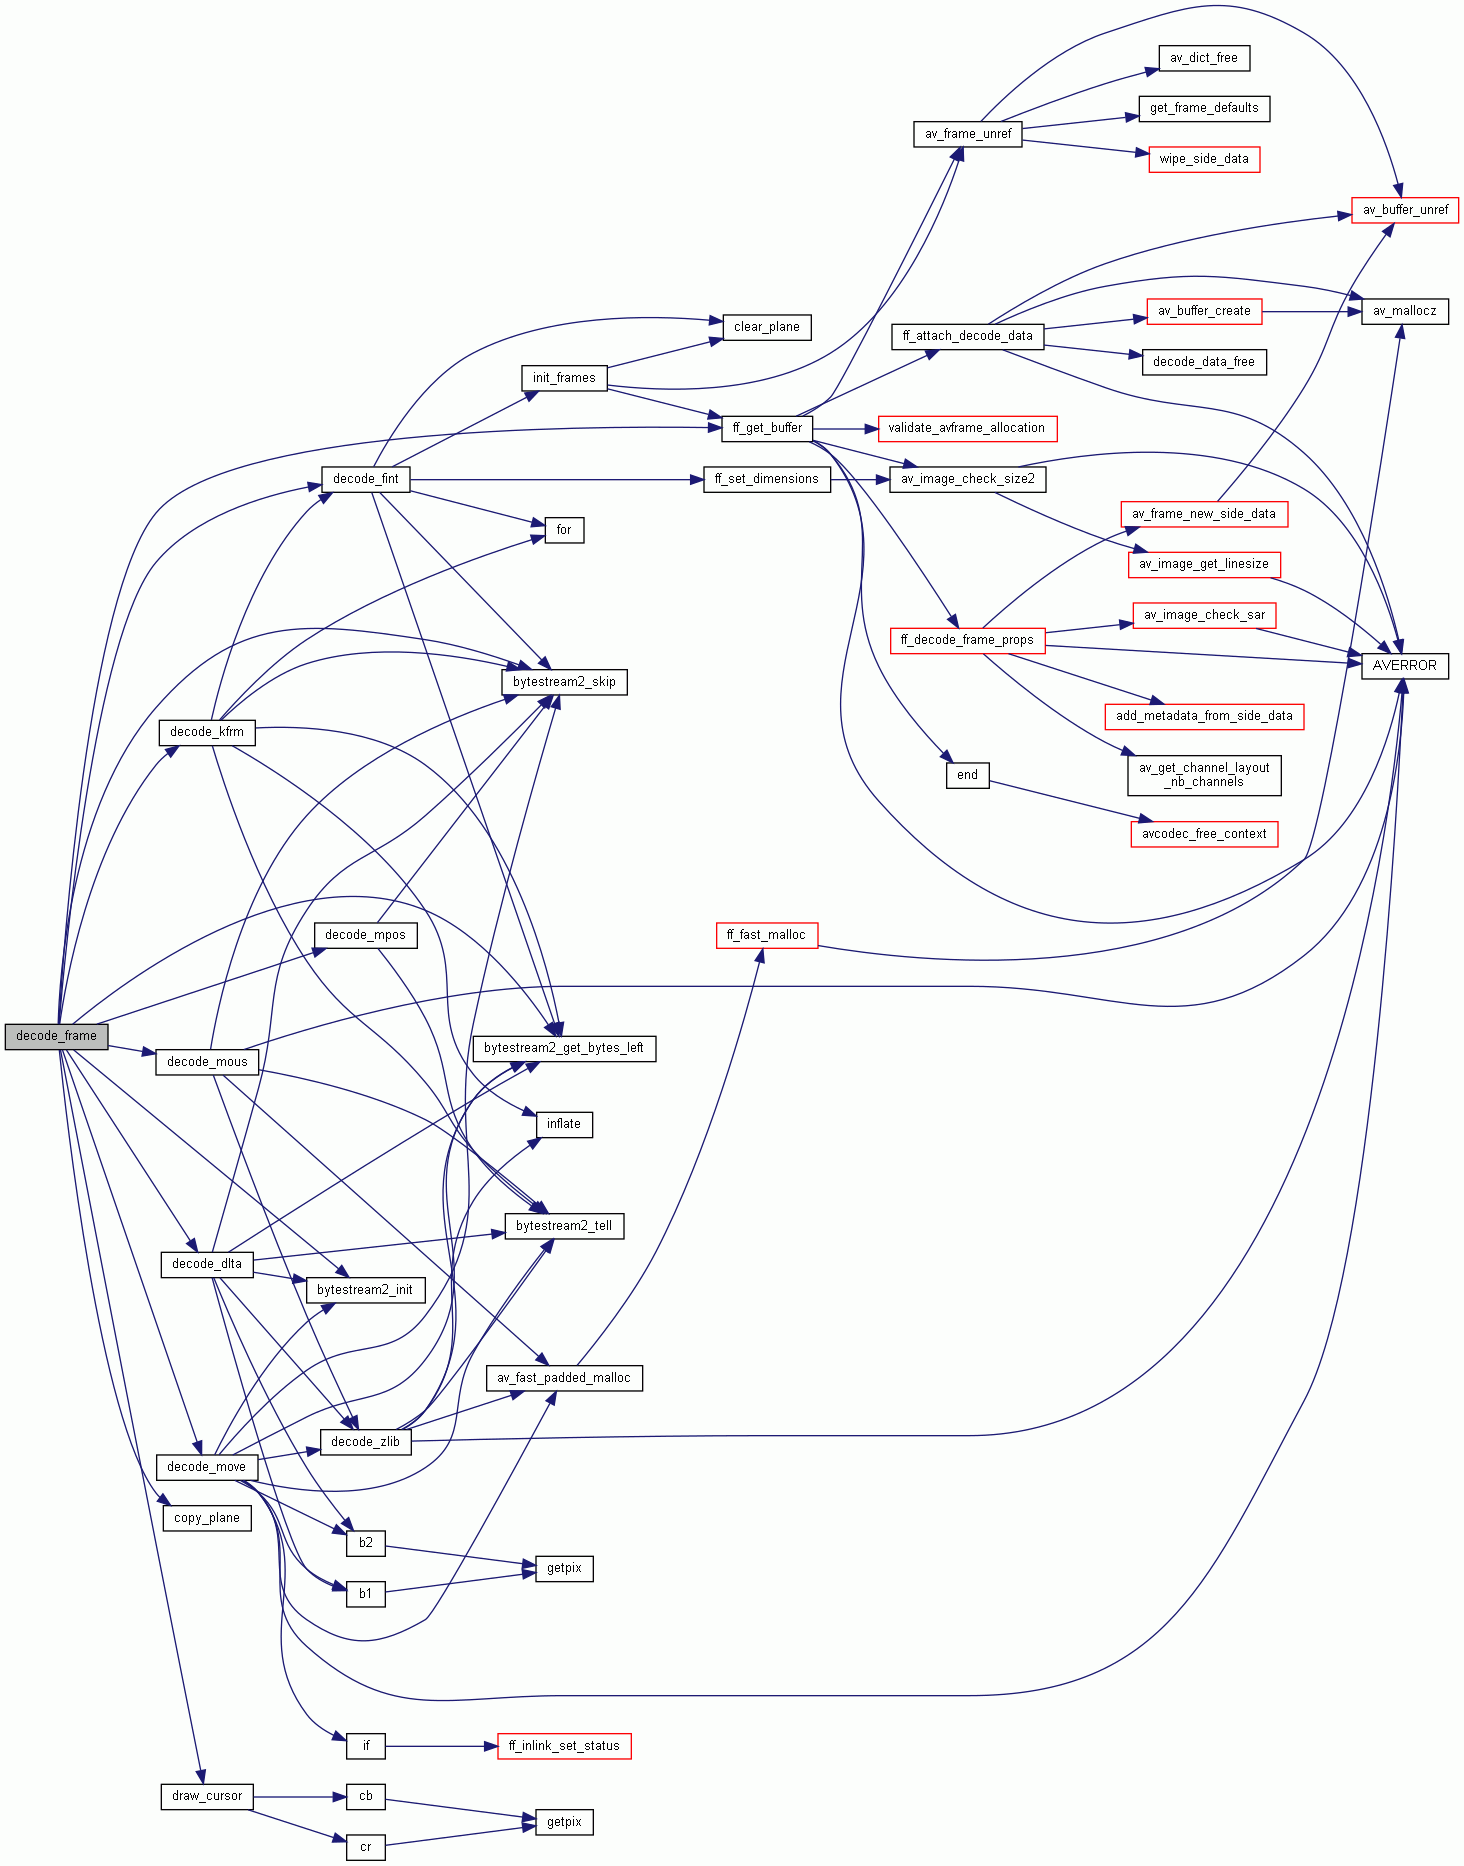 av_dict_free
get_frame_defaults
av_frame_unref
wipe_side_data
av_buffer_unref
av_buffer_create
av_mallocz
clear_plane
ff_attach_decode_data
decode_data_free
init_frames
ff_get_buffer
validate_avframe_allocation
decode_fint
ff_set_dimensions
av_image_check_size2
av_frame_new_side_data
for
av_image_get_linesize
av_image_check_sar
ff_decode_frame_props
AVERROR
bytestream2_skip
add_metadata_from_side_data
decode_kfrm
av_get_channel_layout
_nb_channels
end
avcodec_free_context
decode_mpos
ff_fast_malloc
decode_frame
bytestream2_get_bytes_left
decode_mous
inflate
bytestream2_tell
decode_dlta
bytestream2_init
av_fast_padded_malloc
decode_zlib
decode_move
copy_plane
b2
getpix
b1
if
ff_inlink_set_status
draw_cursor
cb
getpix
cr